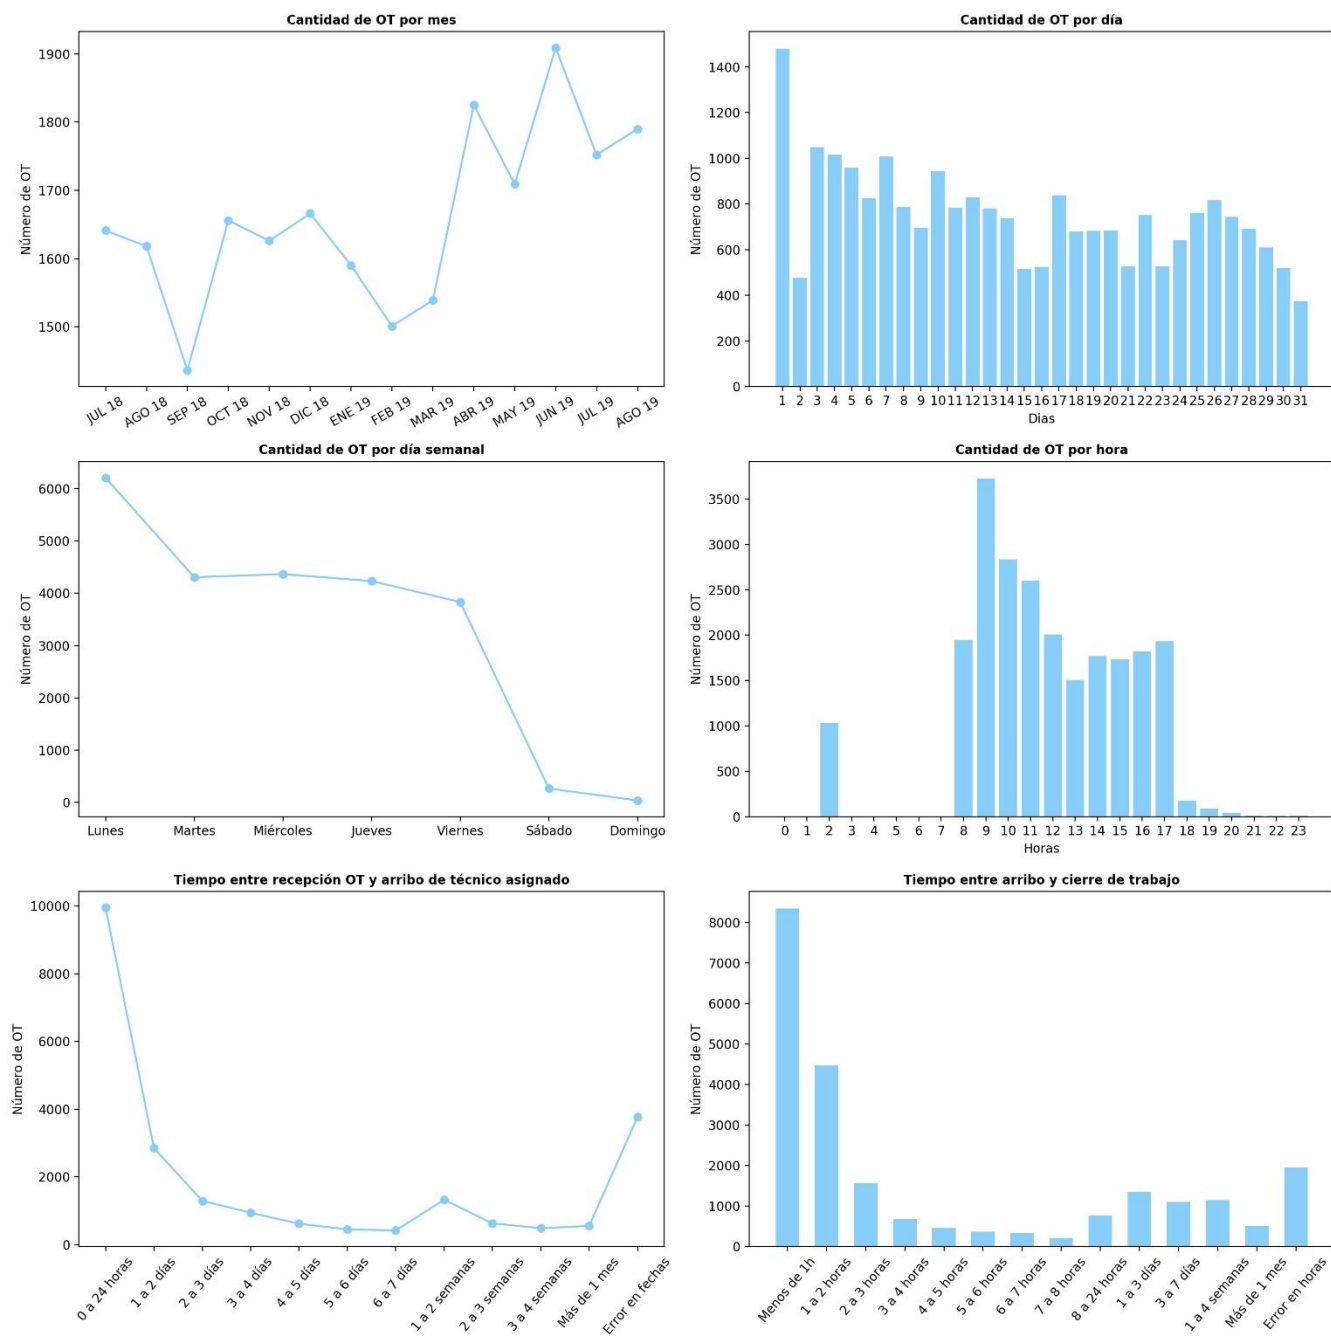 Cantidad de OT por mes
Número de OT
1900
1800
1700
1600
1500
JUL 18 AGO 18 SEP 18 OCT 18 NOV 18 DIC 18 ENE 19 FEB 19 MAR 19 ABR 19 MAY 19 JUN 19 JUL 19 AGO 19
Cantidad de OT por día
Número de OT
1400
1200
1000
800
600
400
200
0
1 2 3 4 5 6 7 8 9 10 11 12 13 14 15 16 17 18 19 20 21 22 23 24 25 26 27 28 29 30 31
Dias
Cantidad de OT por día semanal
Número de OT
6000
5000
4000
3000
2000
1000
0
Lunes Martes Miércoles Jueves Viernes Sábado Domingo
Cantidad de OT por hora
Número de OT
3500
3000
2500
2000
1500
1000
500
0
0 1 2 3 4 5 6 7 8 9 10 11 12 13 14 15 16 17 18 19 20 21 22 23
Horas
Tiempo entre recepción OT y arribo de técnico asignado
Número de OT
10000
8000
6000
4000
2000
0
0 a 24 horas 1 a 2 días 2 a 3 días 3 a 4 días 4 a 5 días 5 a 6 días 6 a 7 días 1 a 2 semanas 2 a 3 semanas 3 a 4 semanas Más de 1 mes Error en fechas
Tiempo entre arribo y cierre de trabajo
Número de OT
8000
7000
6000
5000
4000
3000
2000
1000
0
Menos de 1h 1 a 2 horas 2 a 3 horas 3 a 4 horas 4 a 5 horas 5 a 6 horas 6 a 7 horas 7 a 8 horas 8 a 24 horas 1 a 3 días 3 a 7 días 1 a 4 semanas Más de 1 mes Error en horas